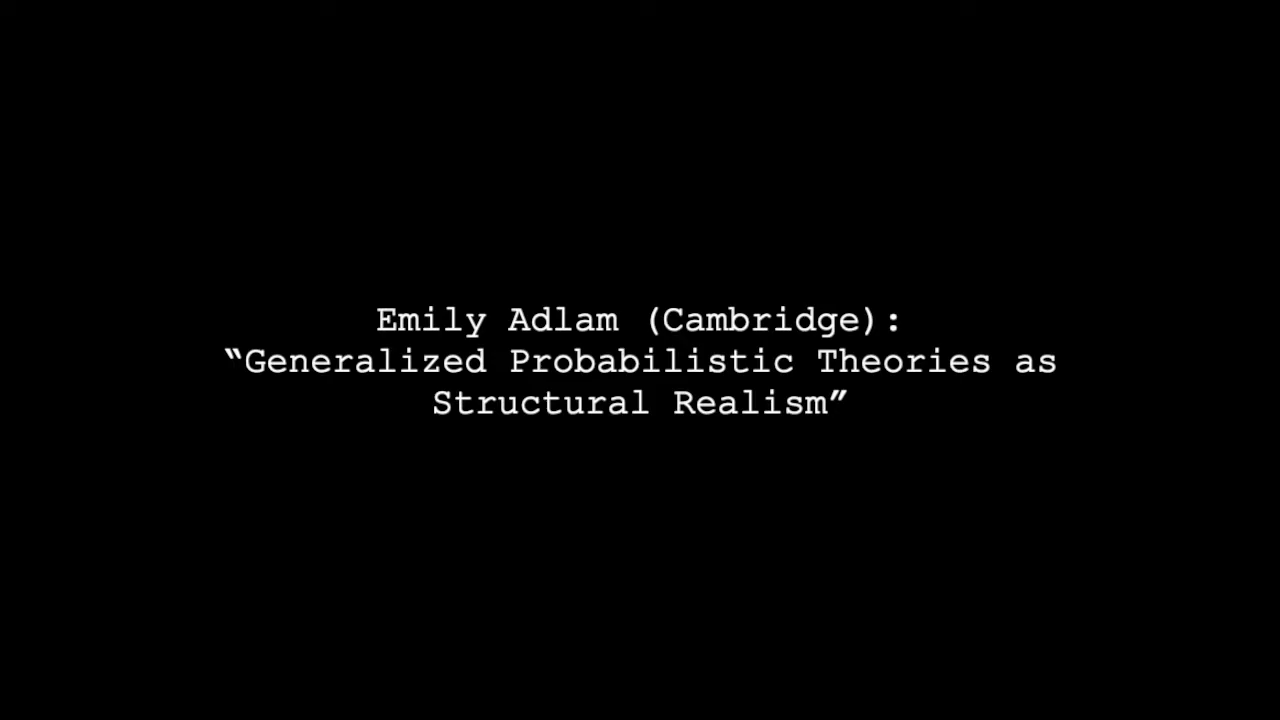 Emily Adlam (Cambridge):
“Generalized Probabilistic Theories as
Structural Realism”